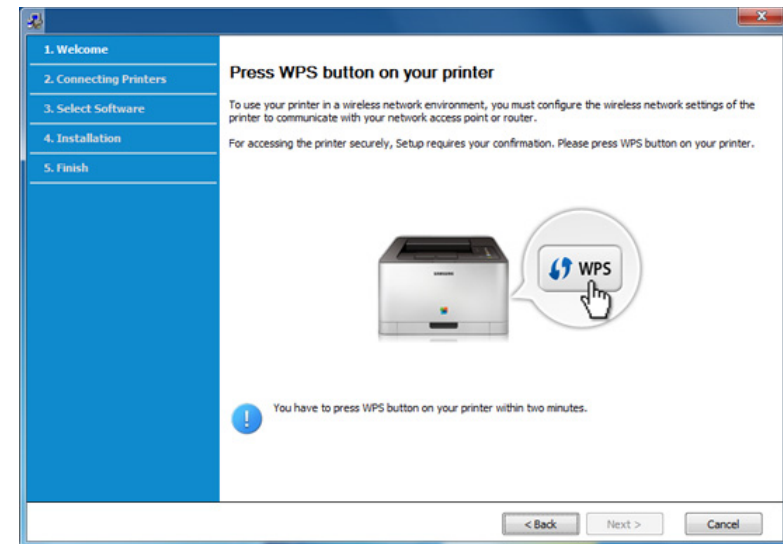 1. Welcome
2. Connecting Printers
3. Select Software
4. Installation
5. Finish
Press WPS button on your printer
To use your printer in a wireless network environment, you must configure the wireless network settings of the
printer to communicate with your network access point or router.
For accessing the printer securely, Setup requires your confirmation. Please press WPS button on your printer.
SAMSUNG
WPS
You have to press WPS button on your printer within two minutes.
< Back
Next >
Cancel